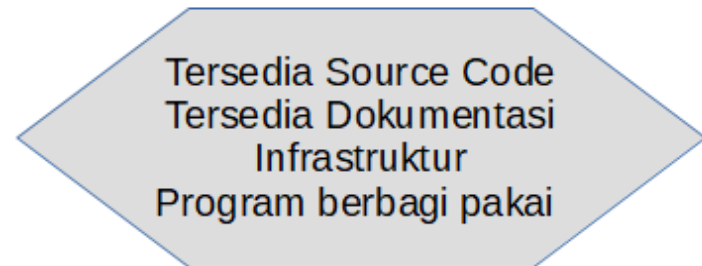 Tersedia Source Code
Tersedia Dokumentasi
Infrastruktur
Program berbagi pakai